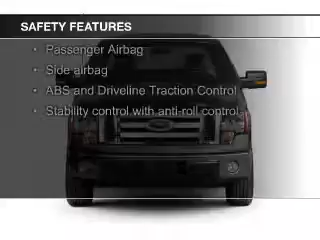 SAFETY FEATURES
• Passenger Airbag
• Side airbag
• ABS and Driveline Traction Control
• Stability control with anti-roll control